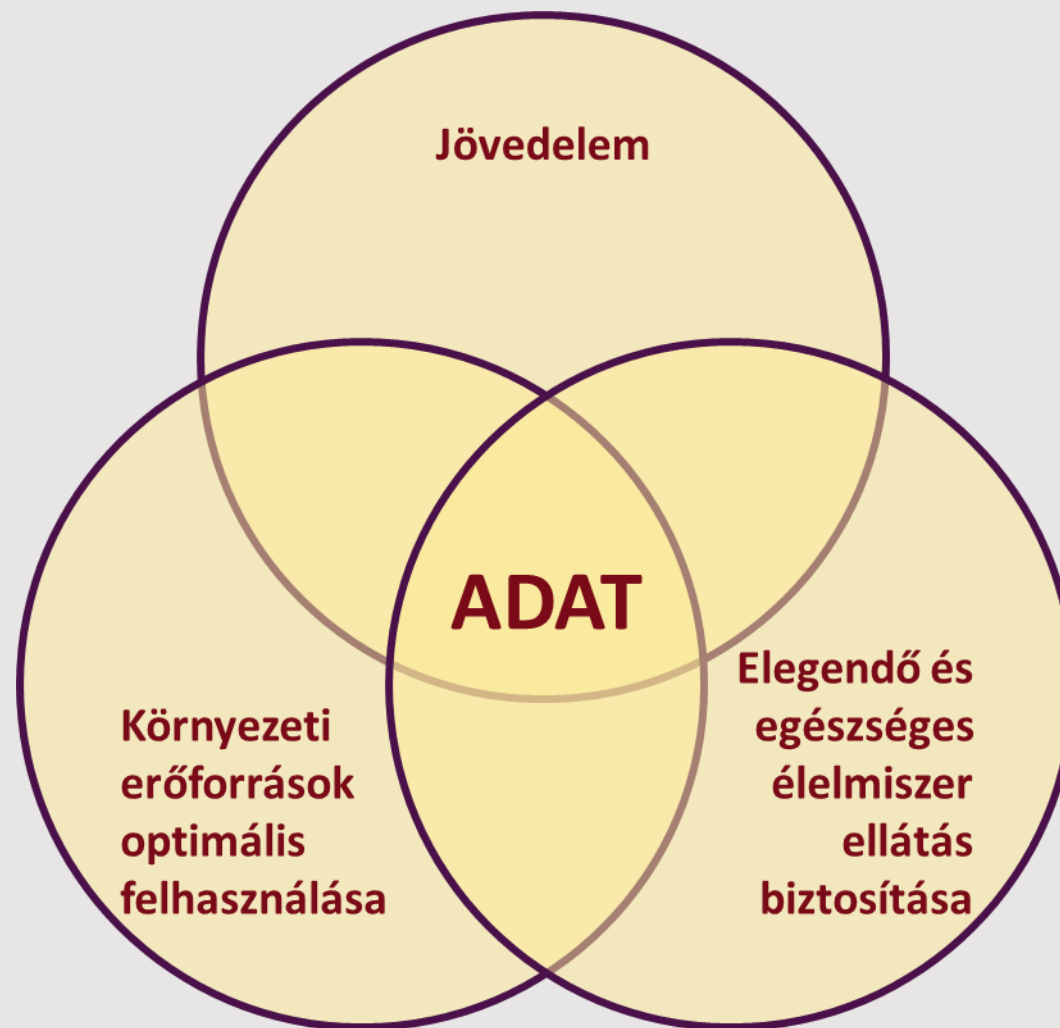 Jövedelem
ADAT
Környezeti
erőforrások
optimális
felhasználása
Elegendő és
egészséges
élelmiszer
ellátás
biztosítása